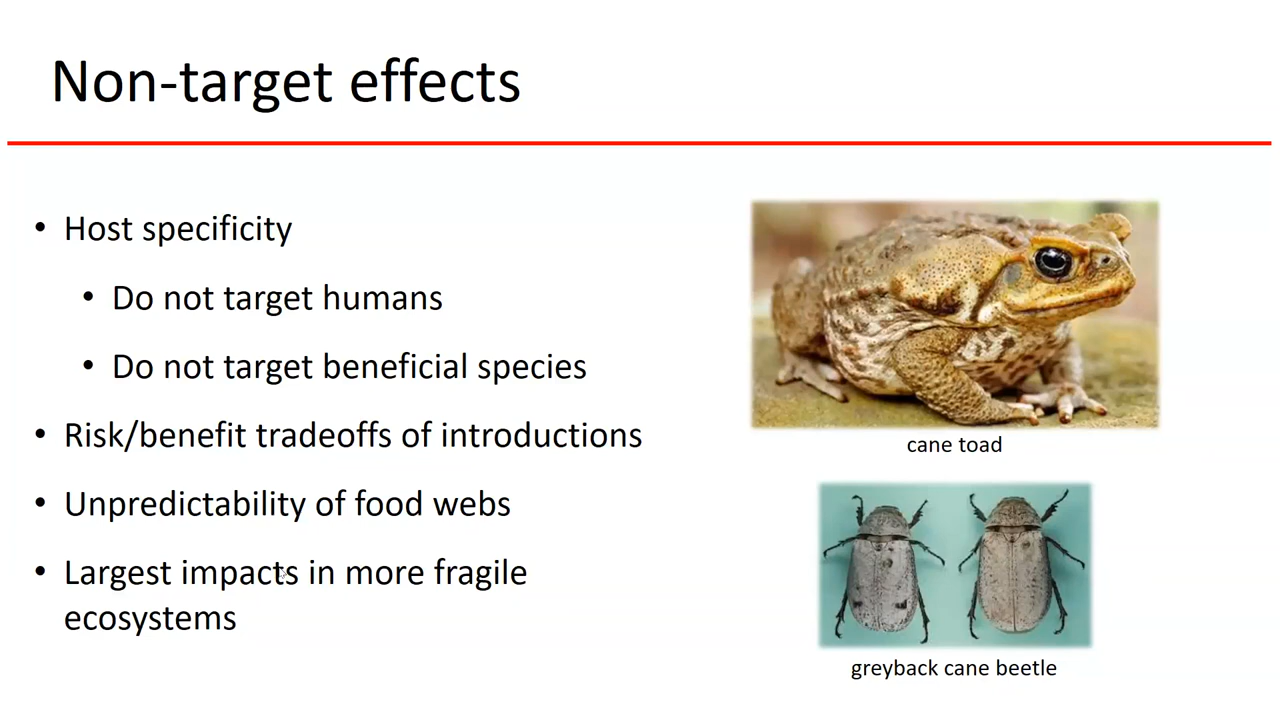 Non-target effects
• Host specificity
• Do not target humans
• Do not target beneficial species
• Risk/benefit tradeoffs of introductions
• Unpredictability of food webs
• Largest impacts in more fragile
ecosystems
cane toad
greyback cane beetle